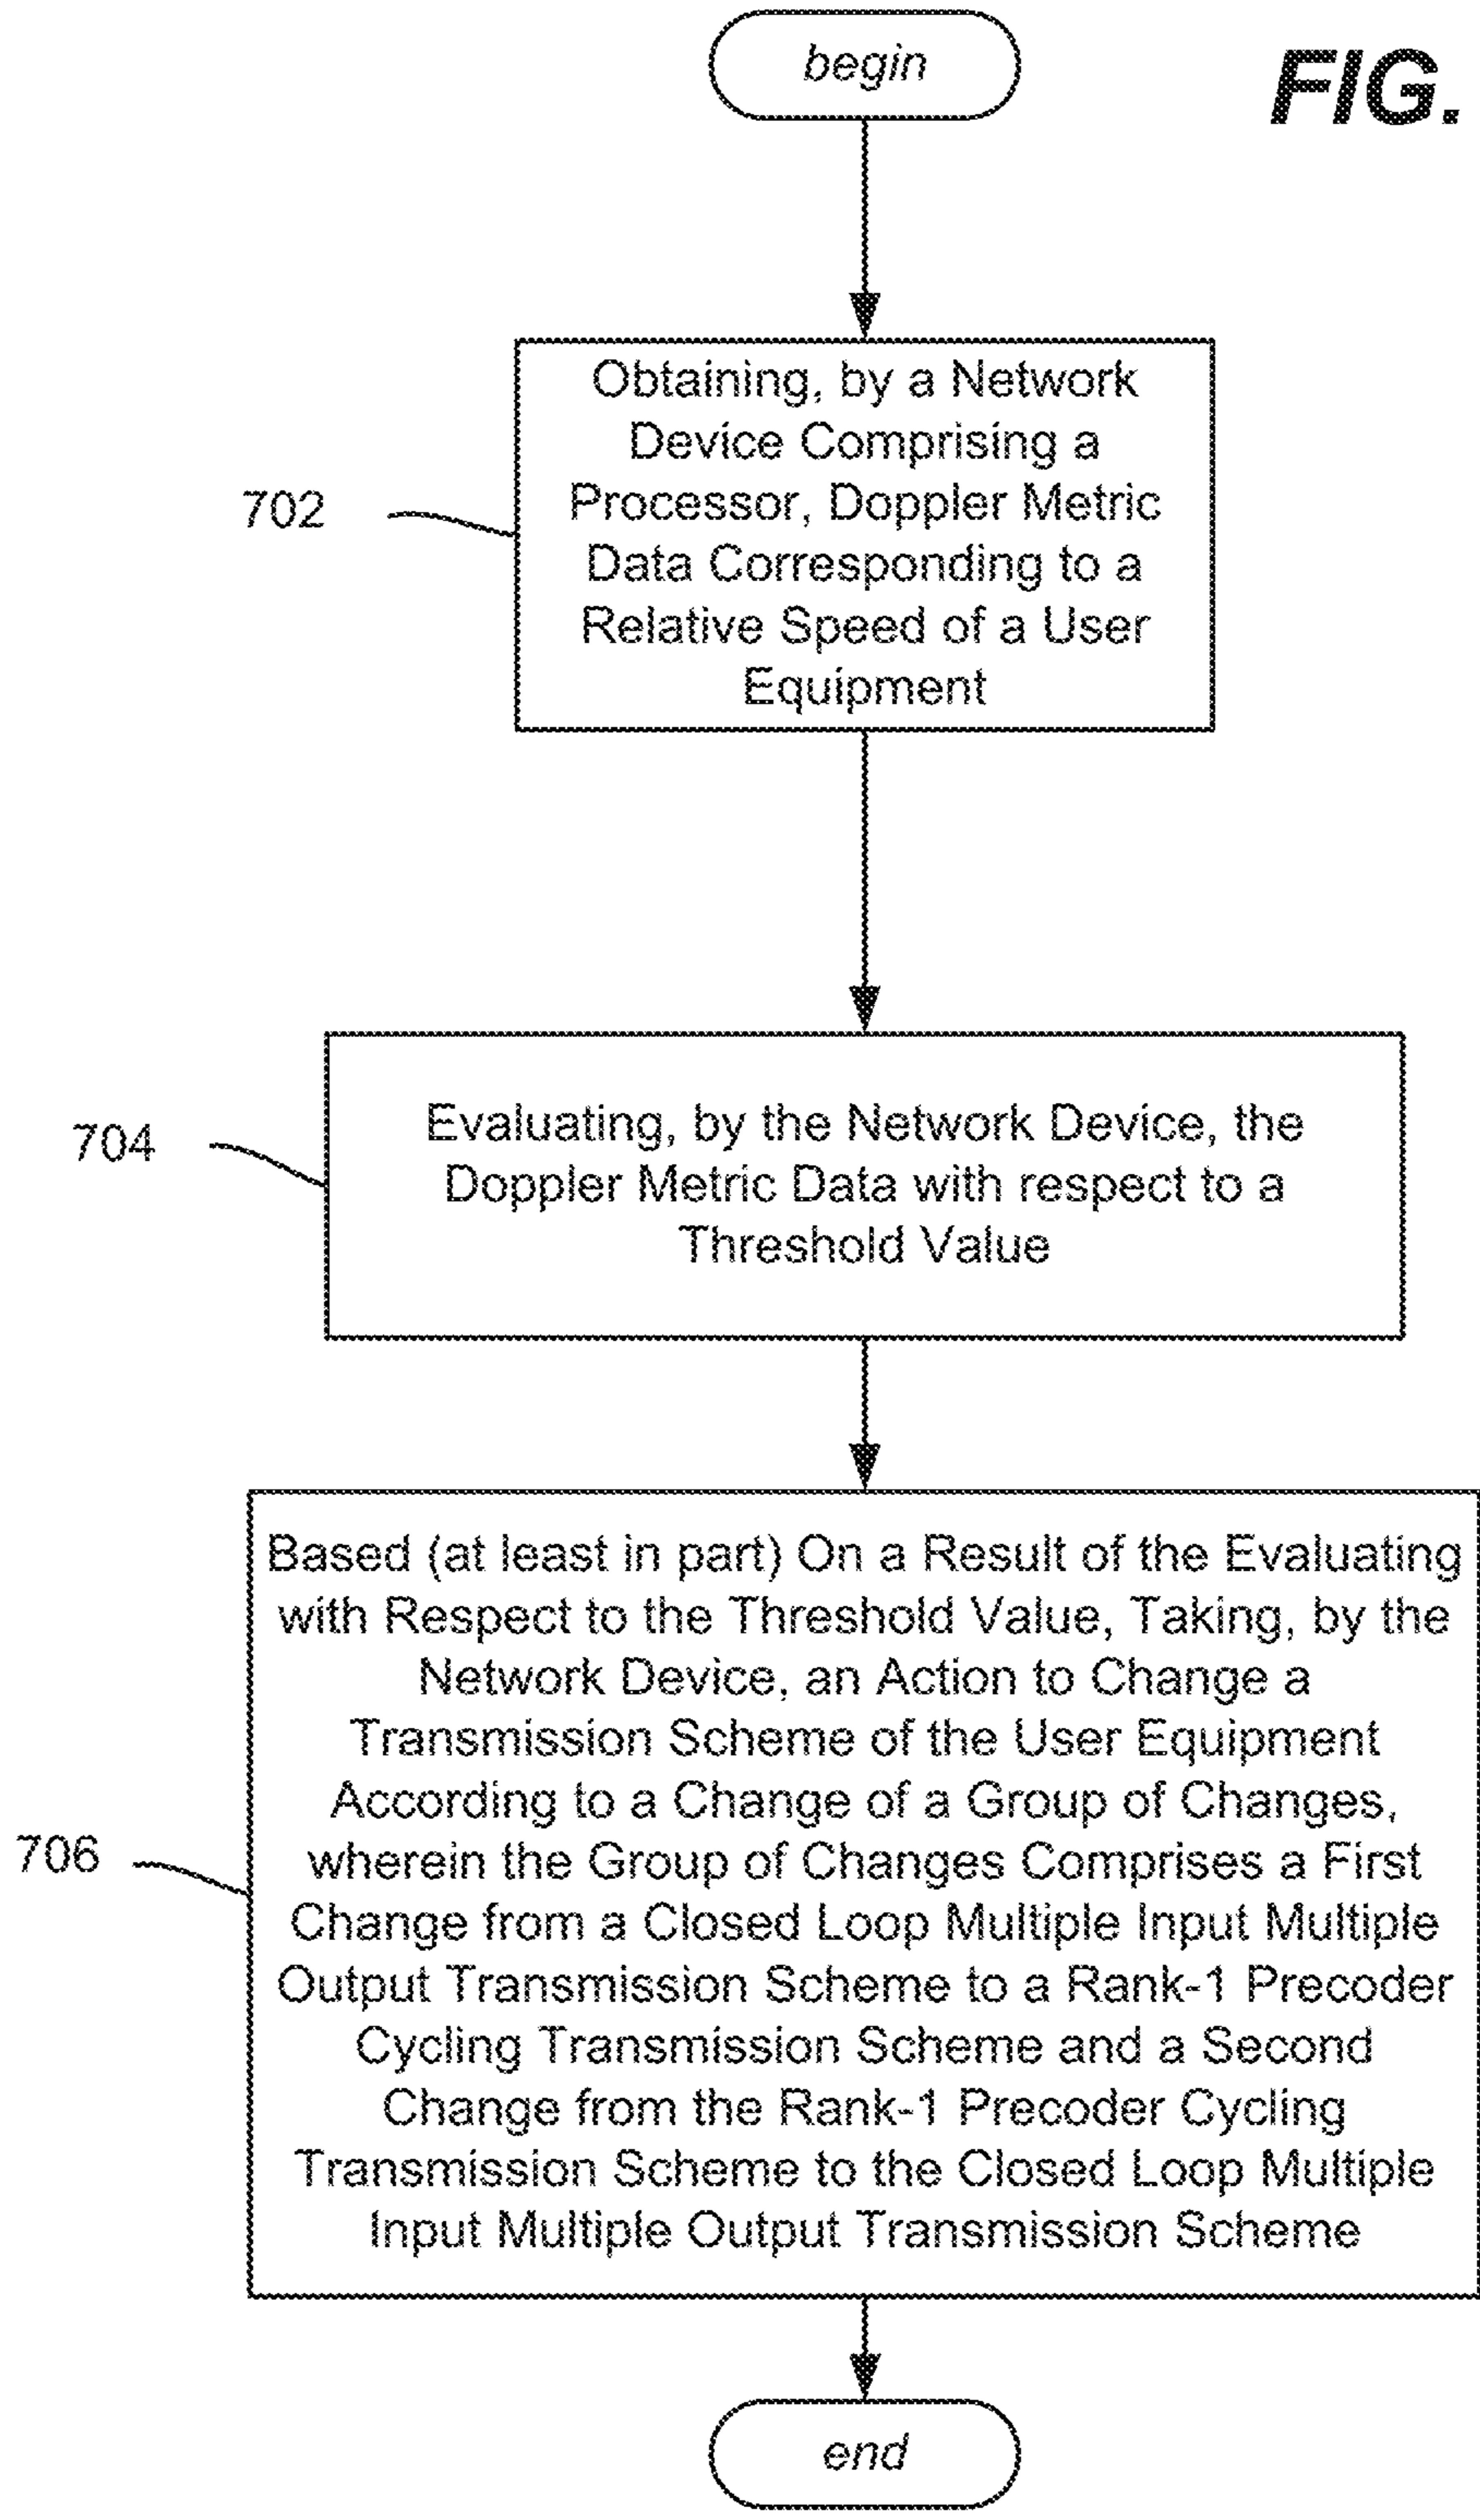 begin
FIG.
Obtaining, by a Network
Device Comprising a
Processor, Doppler Metric
Data Corresponding to a
Relative Speed of a User
Equipment
702
Evaluating, by the Network Device, the
Doppler Metric Data with respect to a
Threshold Value
704
Based (at least in part) On a Result of the Evaluating
with Respect to the Threshold Value, Taking, by the
Network Device, an Action to Change a
Transmission Scheme of the User Equipment
According to a Change of a Group of Changes,
wherein the Group of Changes Comprises a First
Change from a Closed Loop Multiple Input Multiple
Output Transmission Scheme to a Rank-1 Precoder
Cycling Transmission Scheme and a Second
Change from the Rank-1 Precoder Cycling
Transmission Scheme to the Closed Loop Multiple
Input Multiple Output Transmission Scheme
706
end